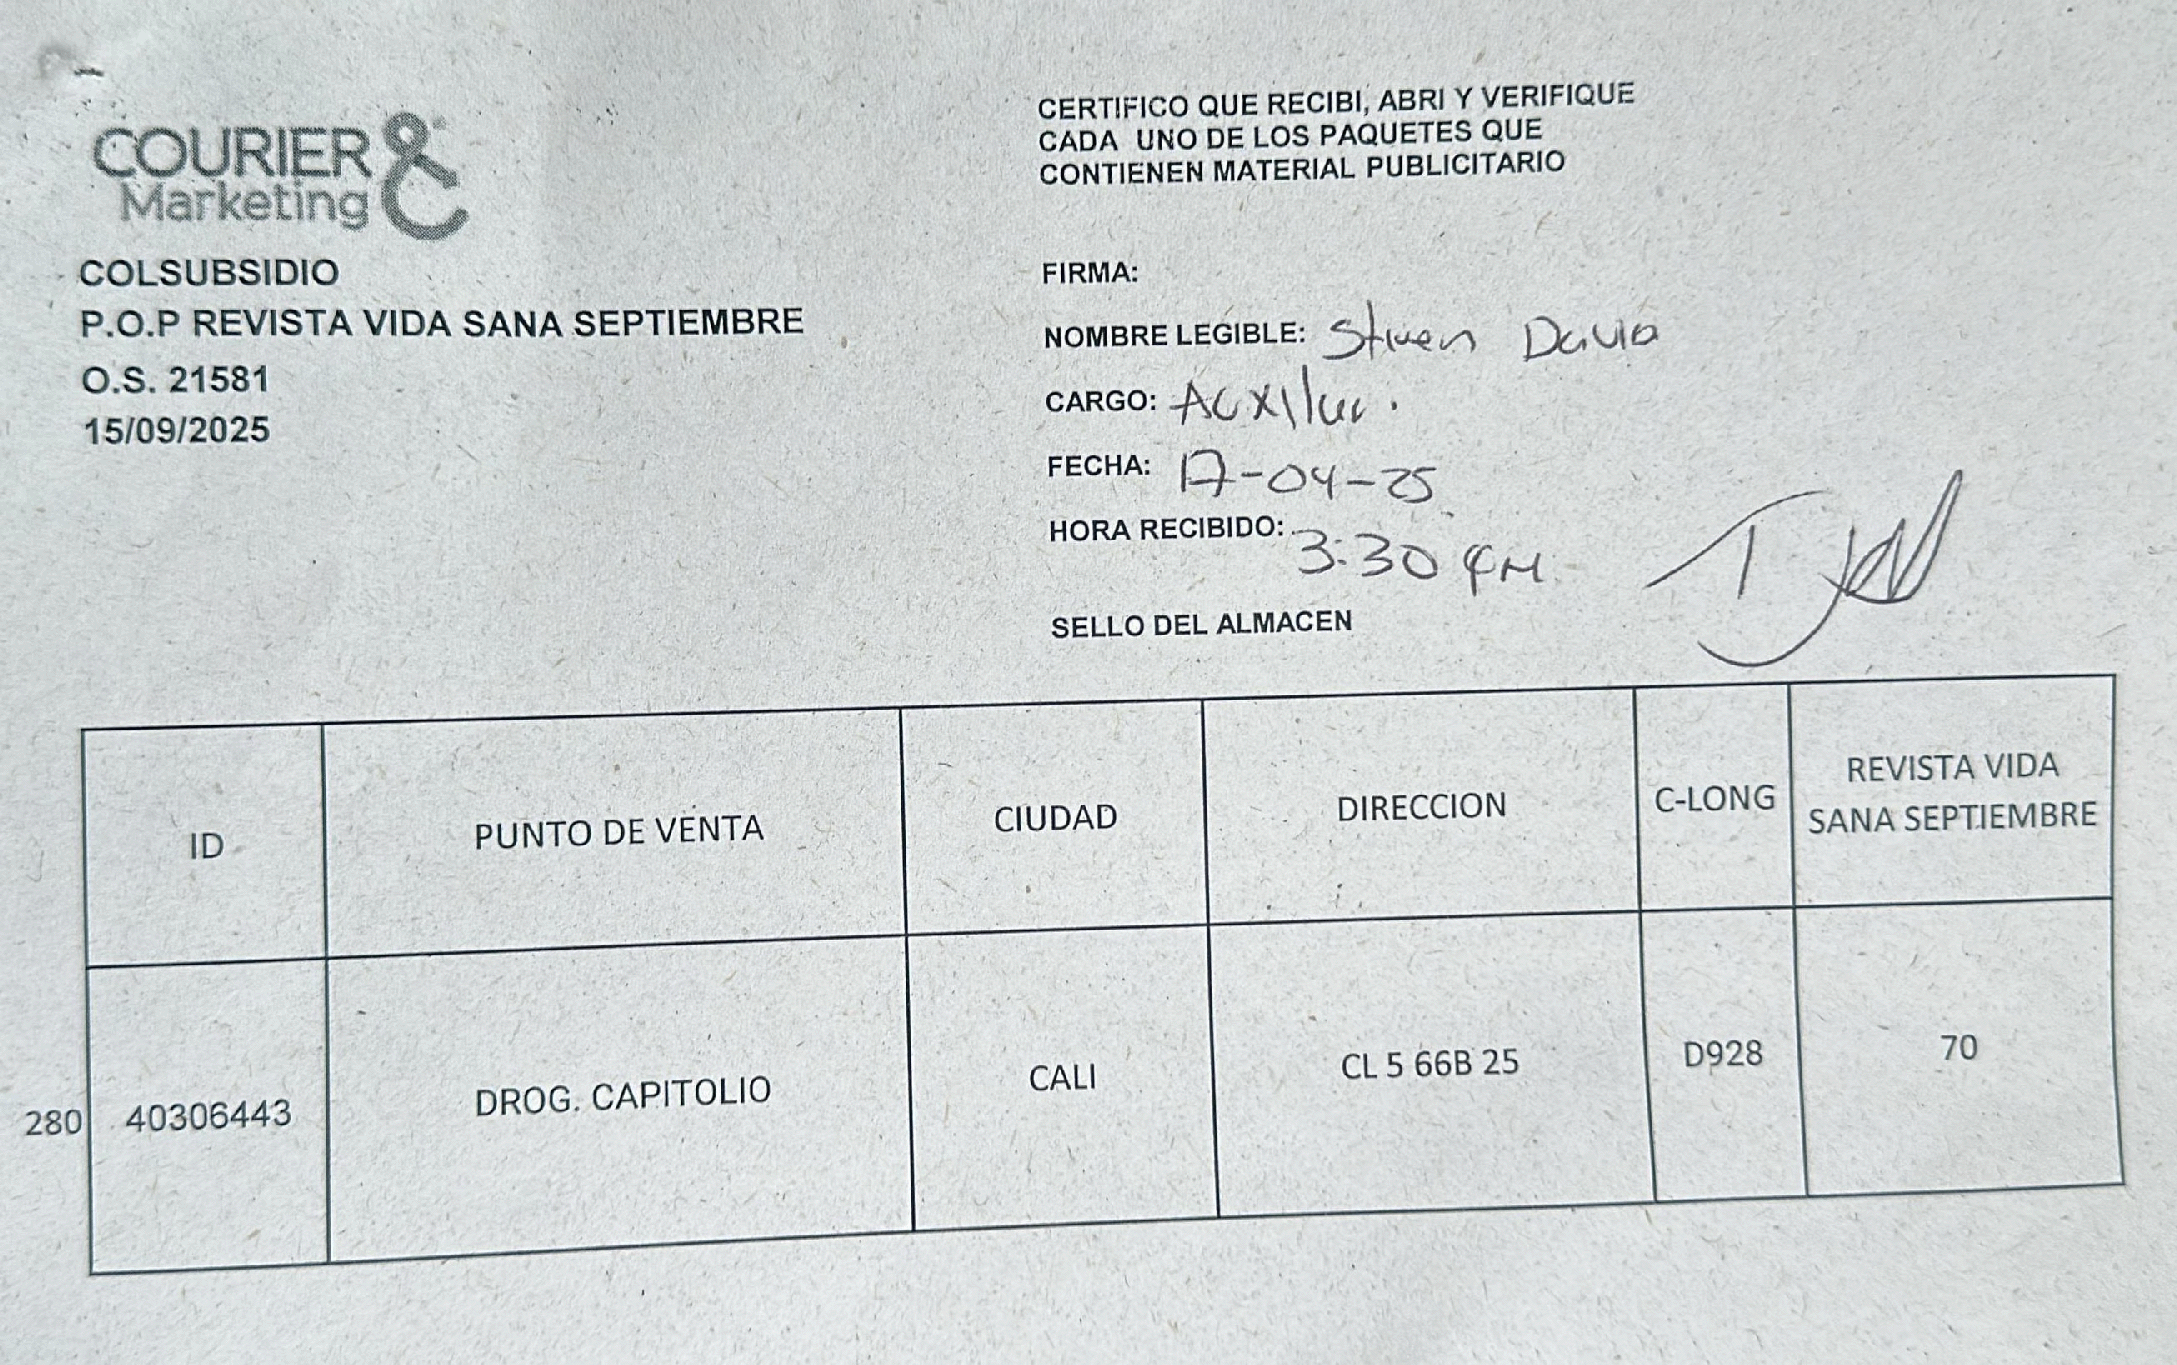 COURIER &
Marketing
COLSUBSIDIO
P.O.P REVISTA VIDA SANA SEPTIEMBRE
O.S. 21581
15/09/2025
CERTIFICO QUE RECIBI, ABRI Y VERIFIQUE
CADA UNO DE LOS PAQUETES QUE
CONTIENEN MATERIAL PUBLICITARIO
FIRMA:
NOMBRE LEGIBLE: Stiven David
CARGO: Auxiliar.
FECHA: 17-04-25
HORA RECIBIDO: 3:30 PM
SELLO DEL ALMACEN
ID PUNTO DE VENTA CIUDAD DIRECCION C-LONG REVISTA VIDA
SANA SEPTIEMBRE
280 40306443 DROG. CAPITOLIO CALI CL 5 66B 25 D928 70